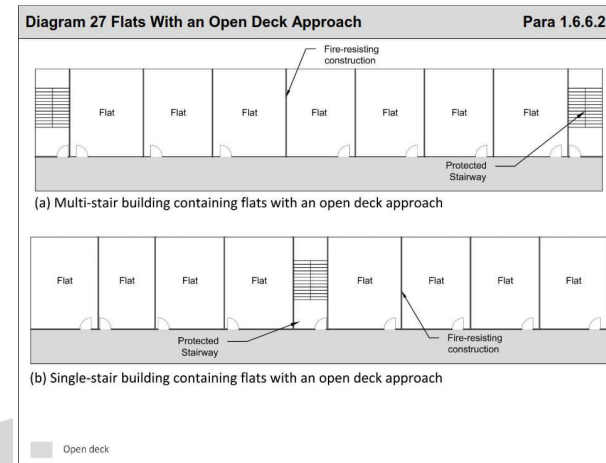 Diagram 27 Flats With an Open Deck Approach Para 1.6.6.2
Fire-resisting
construction
Flat Flat Flat Flat Flat Flat Flat
Protected
Stairway
(a) Multi-stair building containing flats with an open deck approach
Flat Flat Flat Flat Flat Flat Flat Flat
Protected
Stairway
Fire-resisting
construction
(b) Single-stair building containing flats with an open deck approach
Open deck